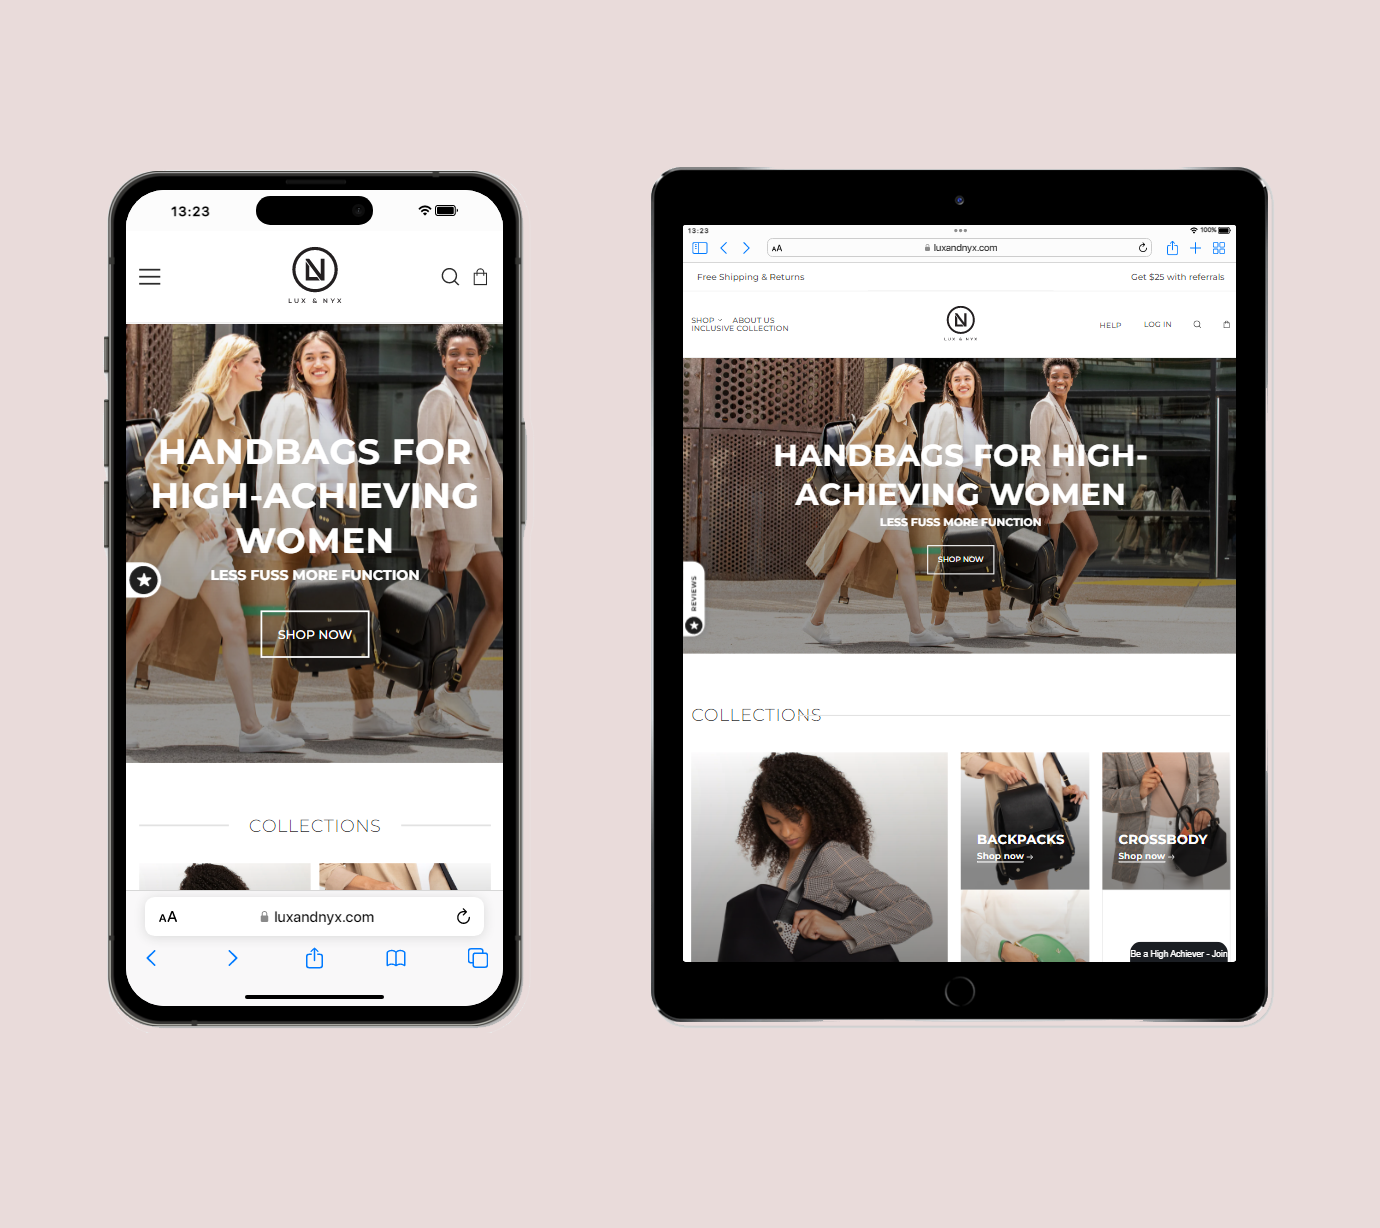 13:23
LUX & NYX
HANDBAGS FOR
HIGH-ACHIEVING
WOMEN
LESS FUSS MORE FUNCTION
SHOP NOW
COLLECTIONS
AA
luxandnyx.com
13:23
100%
AA
luxandnyx.com
Free Shipping & Returns
Get $25 with referrals
SHOP
ABOUT US
INCLUSIVE COLLECTION
LUX & NYX
HELP
LOG IN
HANDBAGS FOR HIGH-
ACHIEVING WOMEN
LESS FUSS MORE FUNCTION
SHOP NOW
REVIEWS
COLLECTIONS
BACKPACKS
Shop now →
CROSSBODY
Shop now →
Be a High Achiever - Join